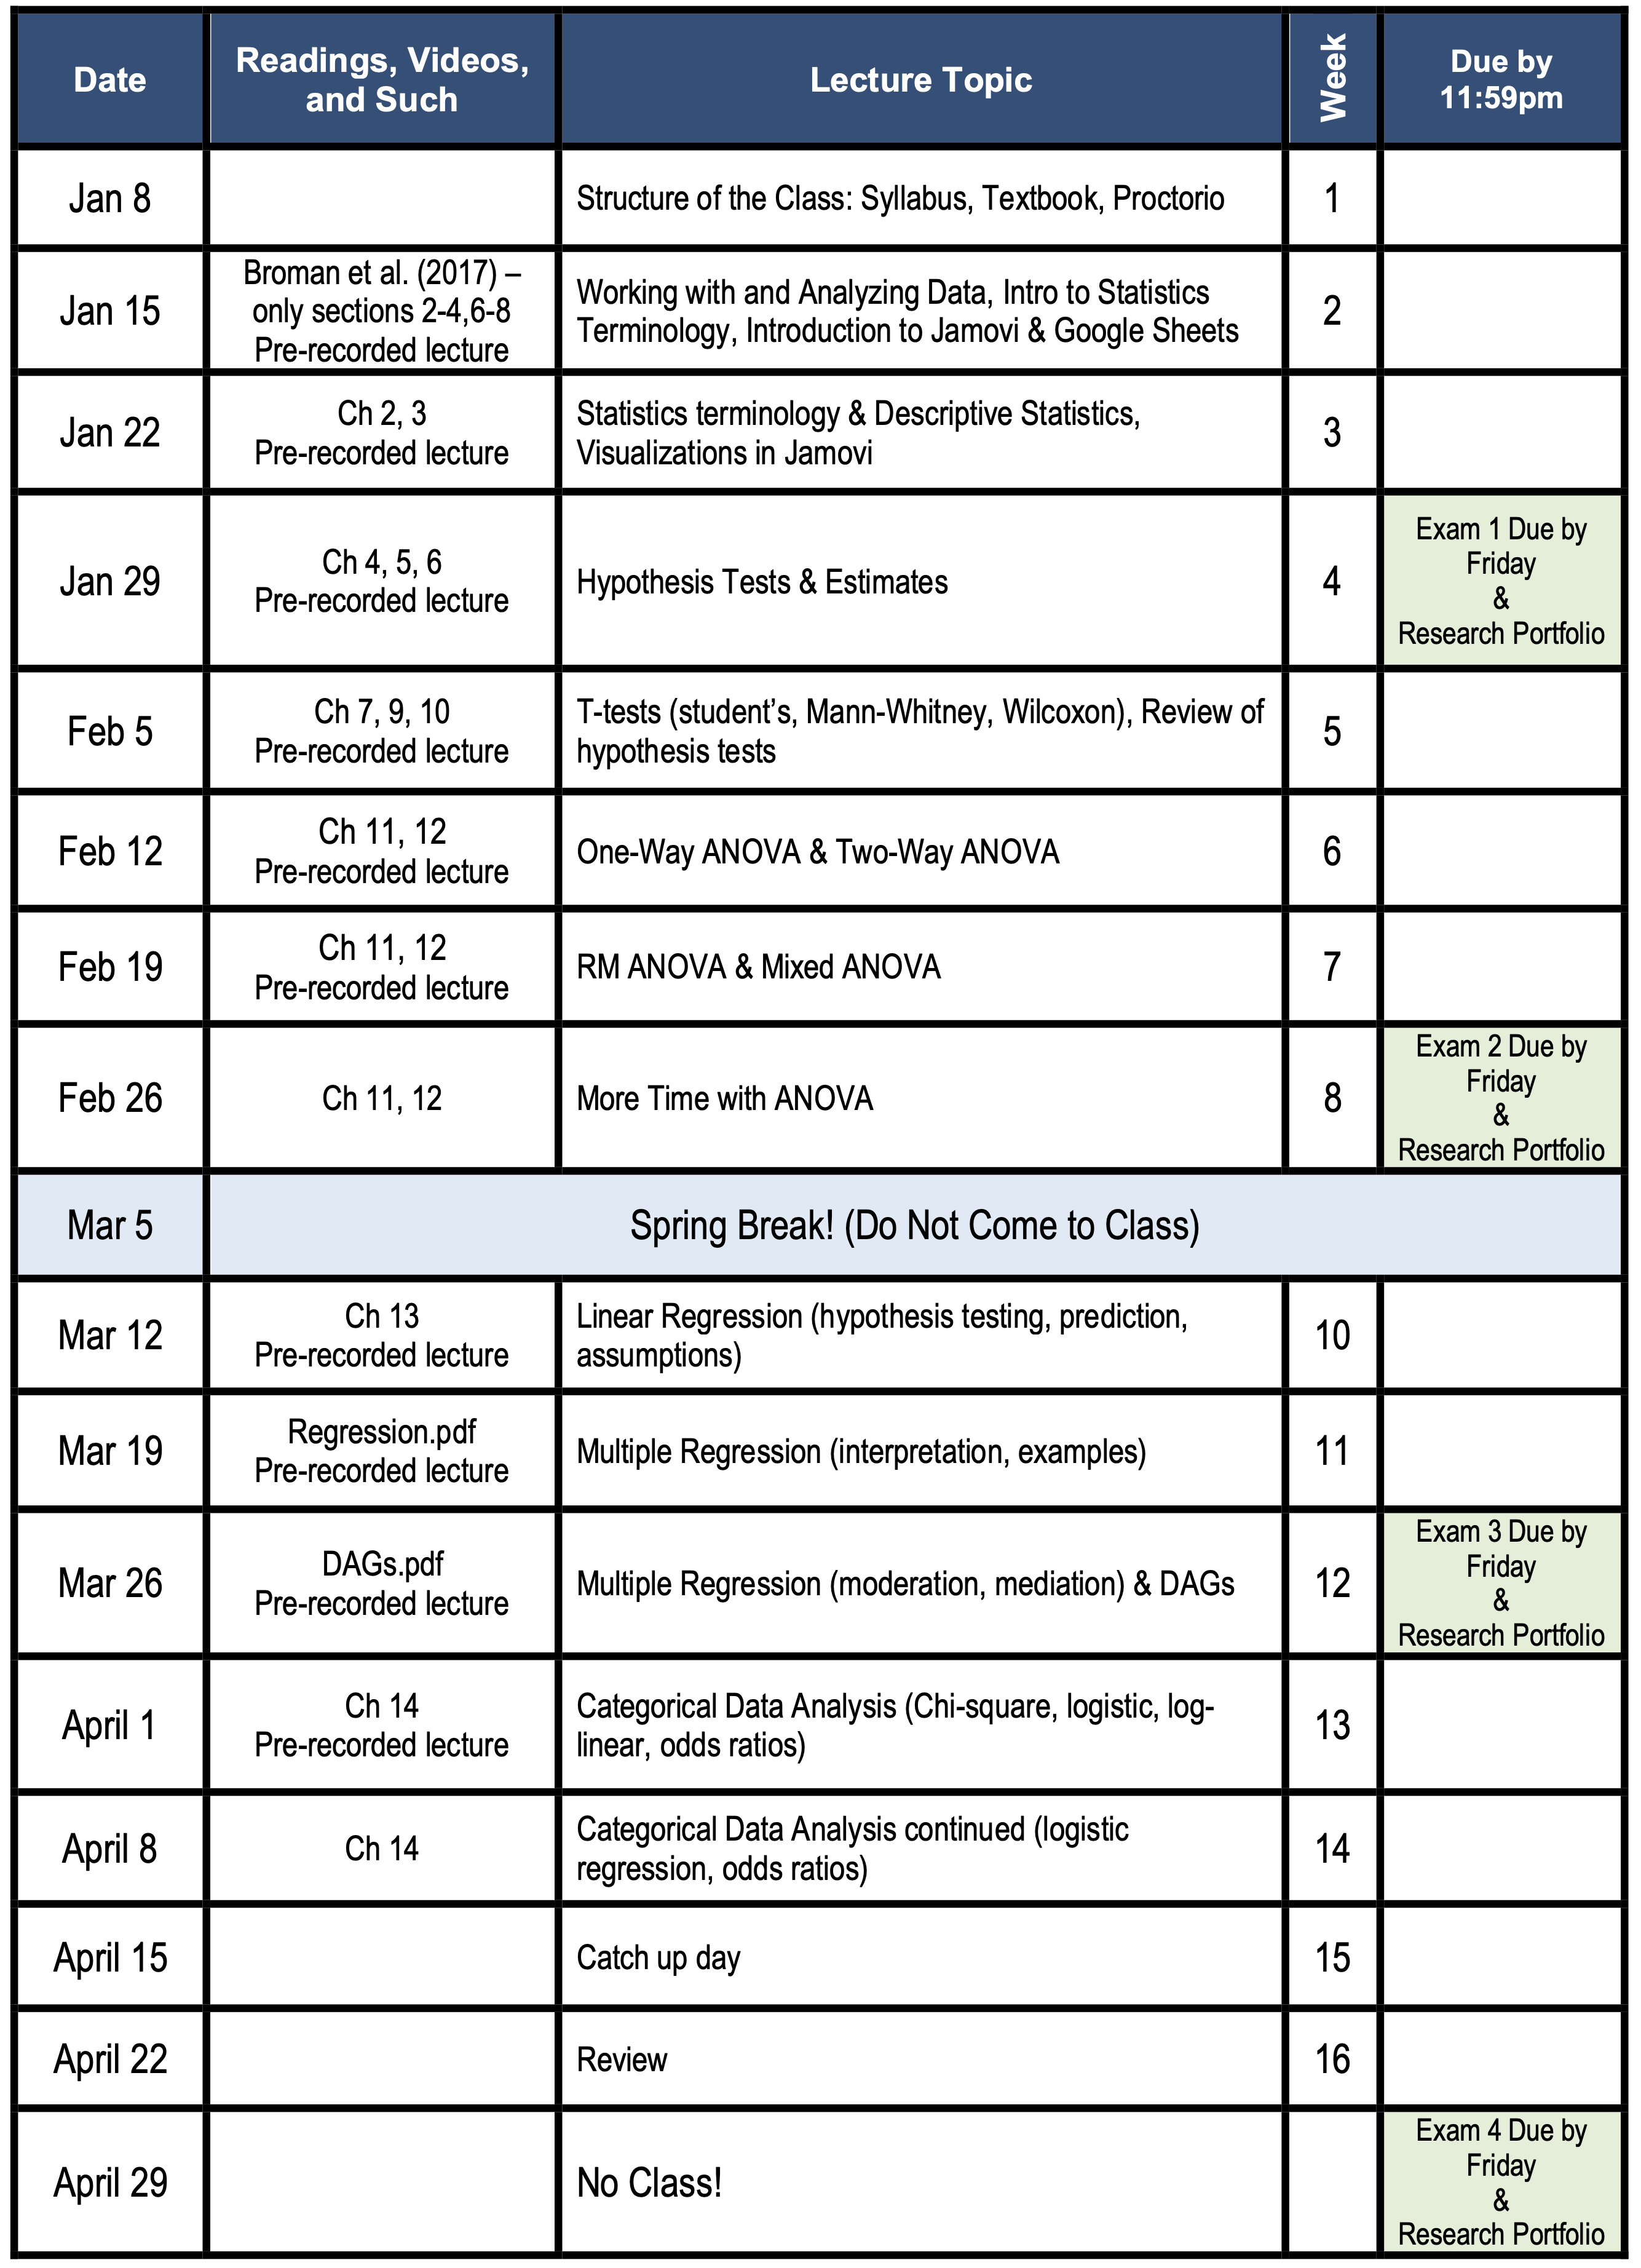 Date
Readings, Videos,
and Such
Lecture Topic
Week
Due by
11:59pm
Jan 8
Structure of the Class: Syllabus, Textbook, Proctorio
1
Jan 15
Broman et al. (2017) –
only sections 2-4,6-8
Pre-recorded lecture
Working with and Analyzing Data, Intro to Statistics
Terminology, Introduction to Jamovi & Google Sheets
2
Jan 22
Ch 2, 3
Pre-recorded lecture
Statistics terminology & Descriptive Statistics,
Visualizations in Jamovi
3
Jan 29
Ch 4, 5, 6
Pre-recorded lecture
Hypothesis Tests & Estimates
4
Exam 1 Due by
Friday
&
Research Portfolio
Feb 5
Ch 7, 9, 10
Pre-recorded lecture
T-tests (student’s, Mann-Whitney, Wilcoxon), Review of
hypothesis tests
5
Feb 12
Ch 11, 12
Pre-recorded lecture
One-Way ANOVA & Two-Way ANOVA
6
Feb 19
Ch 11, 12
Pre-recorded lecture
RM ANOVA & Mixed ANOVA
7
Feb 26
Ch 11, 12
More Time with ANOVA
8
Exam 2 Due by
Friday
&
Research Portfolio
Mar 5
Spring Break! (Do Not Come to Class)
Mar 12
Ch 13
Pre-recorded lecture
Linear Regression (hypothesis testing, prediction,
assumptions)
10
Mar 19
Regression.pdf
Pre-recorded lecture
Multiple Regression (interpretation, examples)
11
Mar 26
DAGs.pdf
Pre-recorded lecture
Multiple Regression (moderation, mediation) & DAGs
12
Exam 3 Due by
Friday
&
Research Portfolio
April 1
Ch 14
Pre-recorded lecture
Categorical Data Analysis (Chi-square, logistic, log-
linear, odds ratios)
13
April 8
Ch 14
Categorical Data Analysis continued (logistic
regression, odds ratios)
14
April 15
Catch up day
15
April 22
Review
16
April 29
No Class!
Exam 4 Due by
Friday
&
Research Portfolio